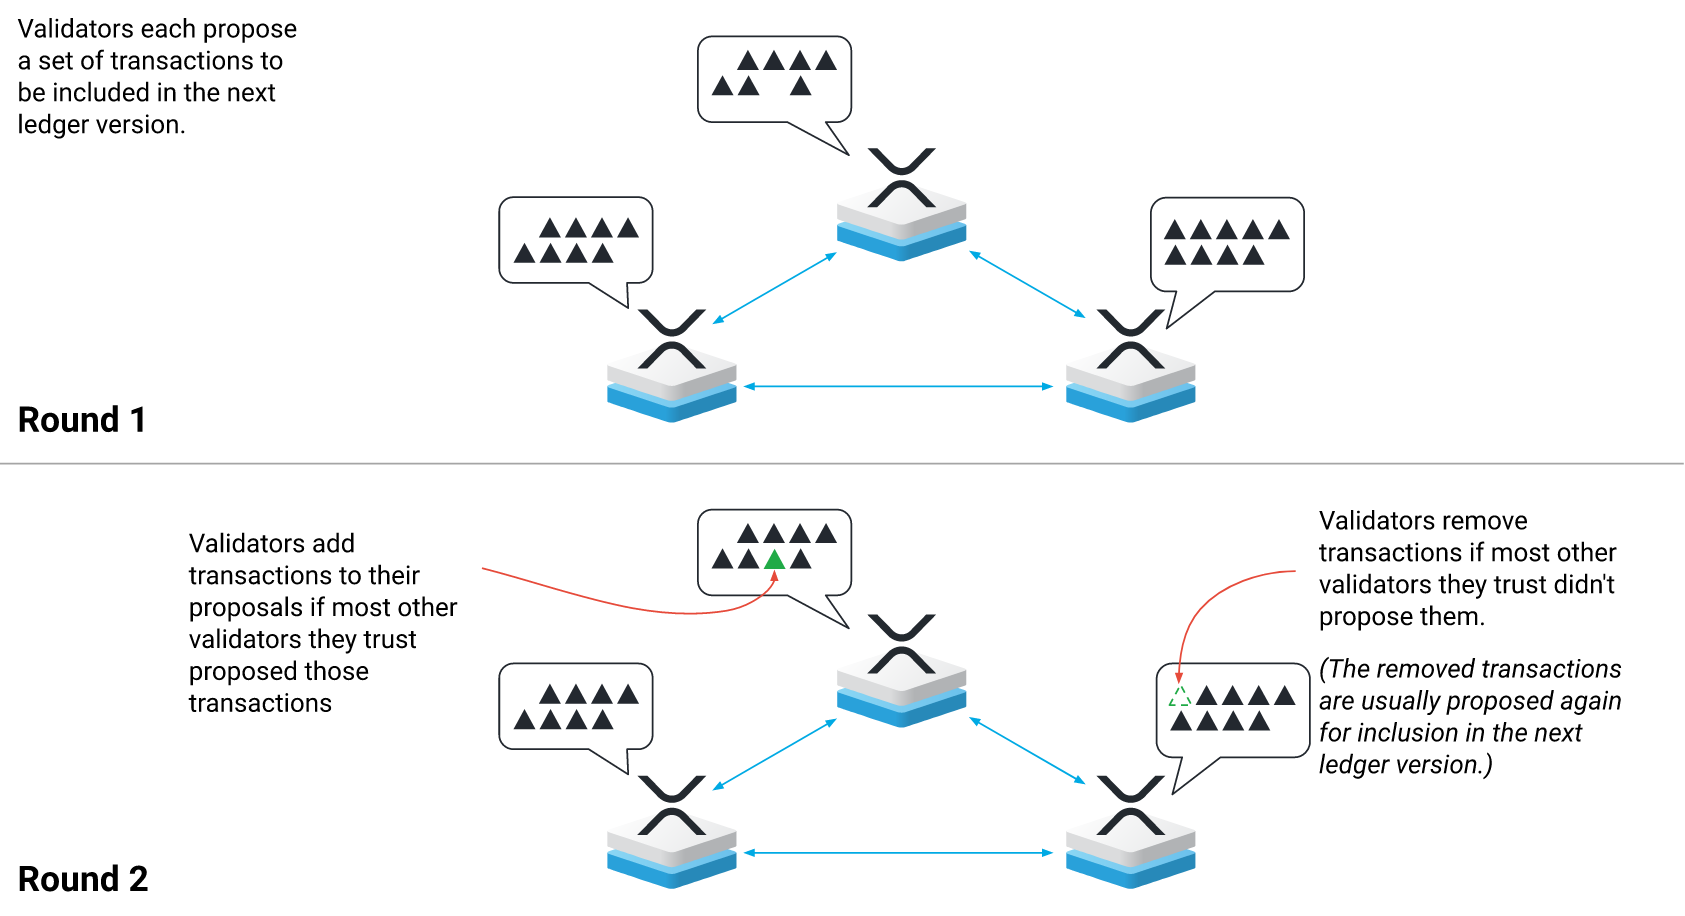 Validators each propose
a set of transactions to
be included in the next
ledger version.
Round 1
Validators add
transactions to their
proposals if most other
validators they trust
proposed those
transactions
Validators remove
transactions if most other
validators they trust didn't
propose them.
(The removed transactions
are usually proposed again
for inclusion in the next
ledger version.)
Round 2